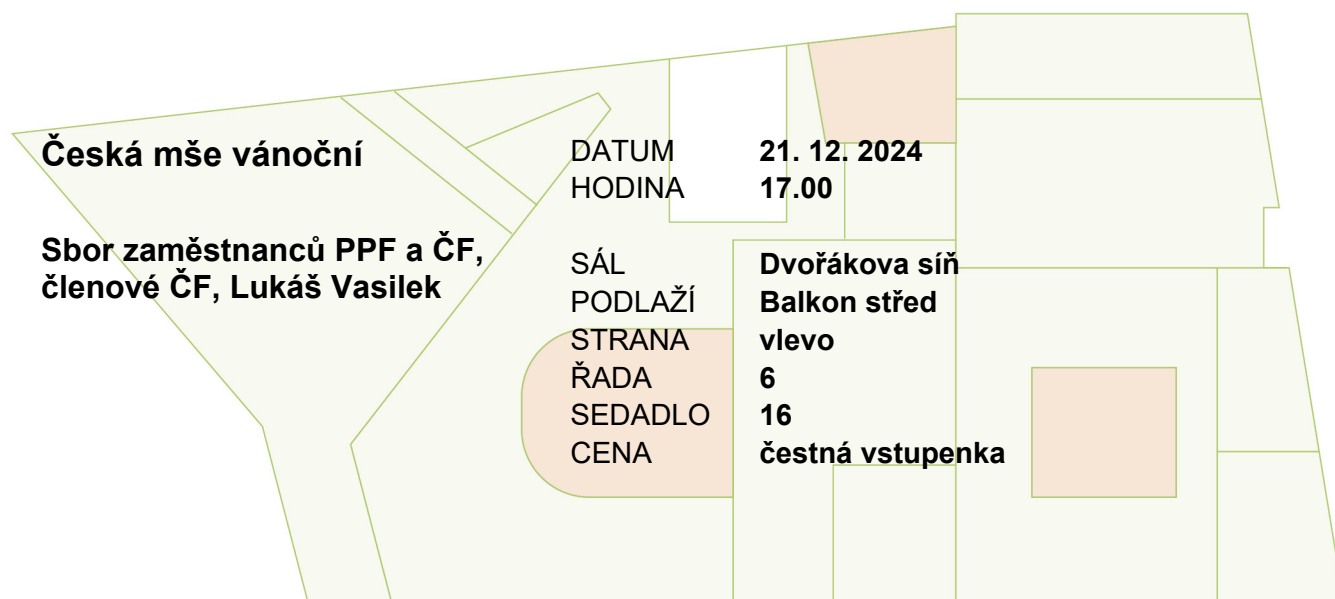 Česká mše vánoční
Sbor zaměstnanců PPF a ČF,
členové ČF, Lukáš Vasilek
DATUM 21. 12. 2024
HODINA 17.00
SÁL Dvořákova síň
PODLAŽÍ Balkon střed
STRANA vlevo
ŘADA 6
SEDADLO 16
CENA čestná vstupenka